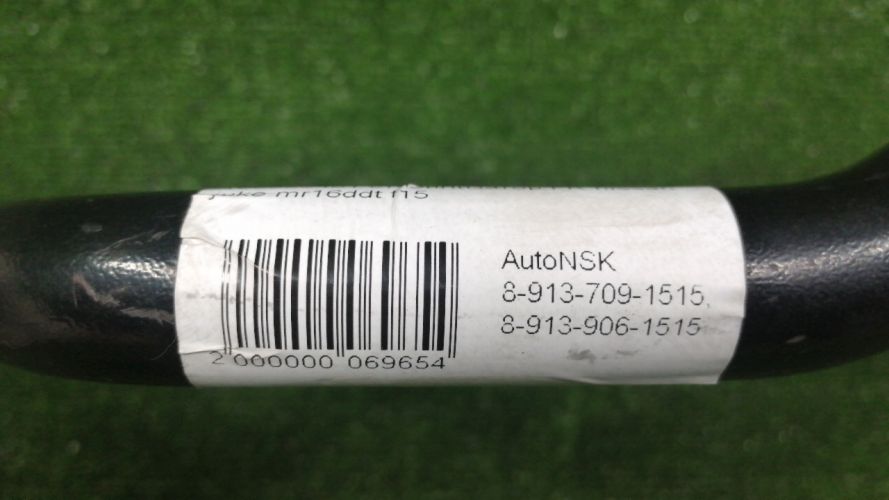 juke mr16ddt f15
AutoNSK
8-913-709-1515,
8-913-906-1515
2 000000 069654